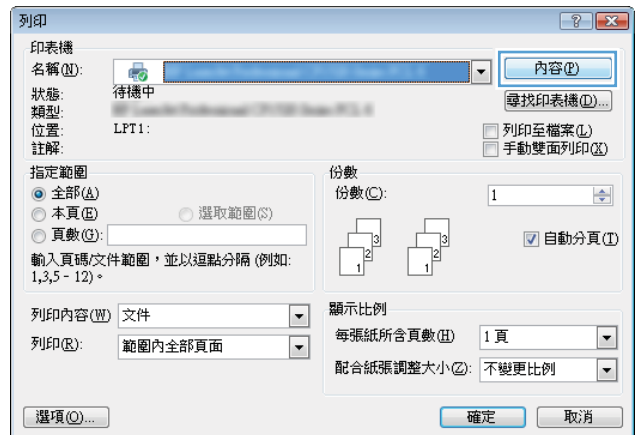 列印
印表機
名稱(N):
內容(P)
狀態: 待機中
尋找印表機(D)...
類型:
位置: LPT1:
列印至檔案(L)
註解:
手動雙面列印(X)
指定範圍
全部(A)
本頁(E) 選取範圍(S)
頁數(G):
輸入頁碼/文件範圍，並以逗點分隔 (例如:
1,3,5 - 12)。
份數
份數(C): 1
3 3
2 2
1 1
自動分頁(T)
列印內容(W) 文件
列印(R): 範圍內全部頁面
顯示比例
每張紙所含頁數(H) 1 頁
配合紙張調整大小(Z): 不變更比例
選項(O)... 確定 取消